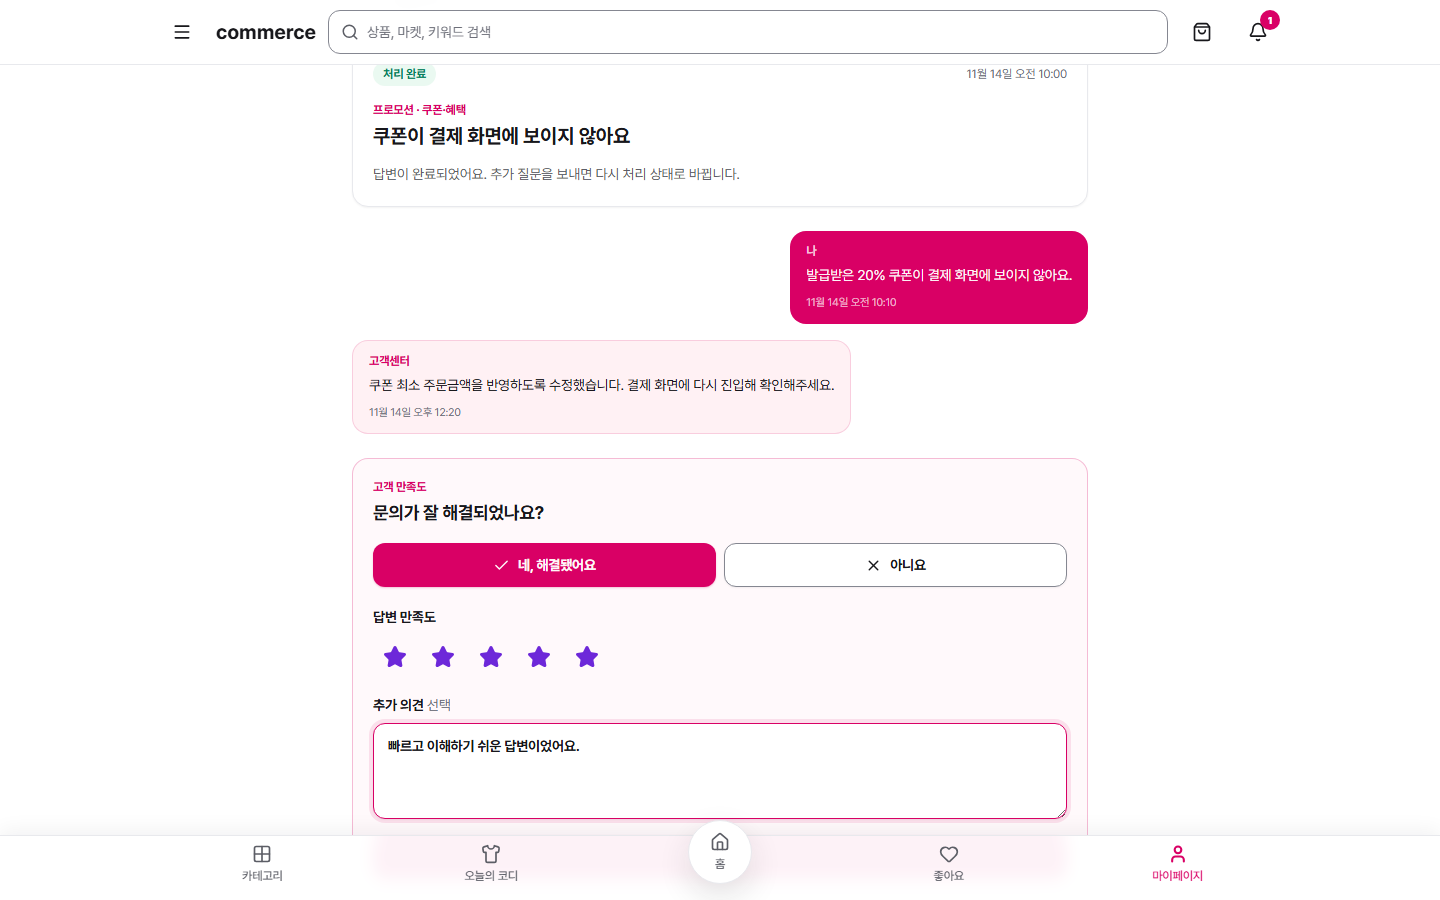 commerce
상품, 마켓, 키워드 검색
1
처리 완료
11월 14일 오전 10:00
프로모션 · 쿠폰·혜택
쿠폰이 결제 화면에 보이지 않아요
답변이 완료되었어요. 추가 질문을 보내면 다시 처리 상태로 바뀝니다.
나
발급받은 20% 쿠폰이 결제 화면에 보이지 않아요.
11월 14일 오전 10:10
고객센터
쿠폰 최소 주문금액을 반영하도록 수정했습니다. 결제 화면에 다시 진입해 확인해주세요.
11월 14일 오후 12:20
고객 만족도
문의가 잘 해결되었나요?
네, 해결됐어요
아니요
답변 만족도
추가 의견 선택
빠르고 이해하기 쉬운 답변이었어요.
카테고리
오늘의 코디
홈
좋아요
마이페이지